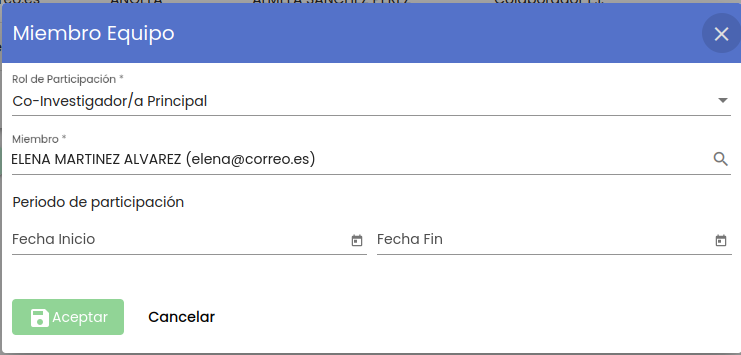 Miembro Equipo
Rol de Participación *
Co-Investigador/a Principal
Miembro *
ELENA MARTINEZ ALVAREZ (elena@correo.es)
Periodo de participación
Fecha Inicio Fecha Fin
Aceptar Cancelar